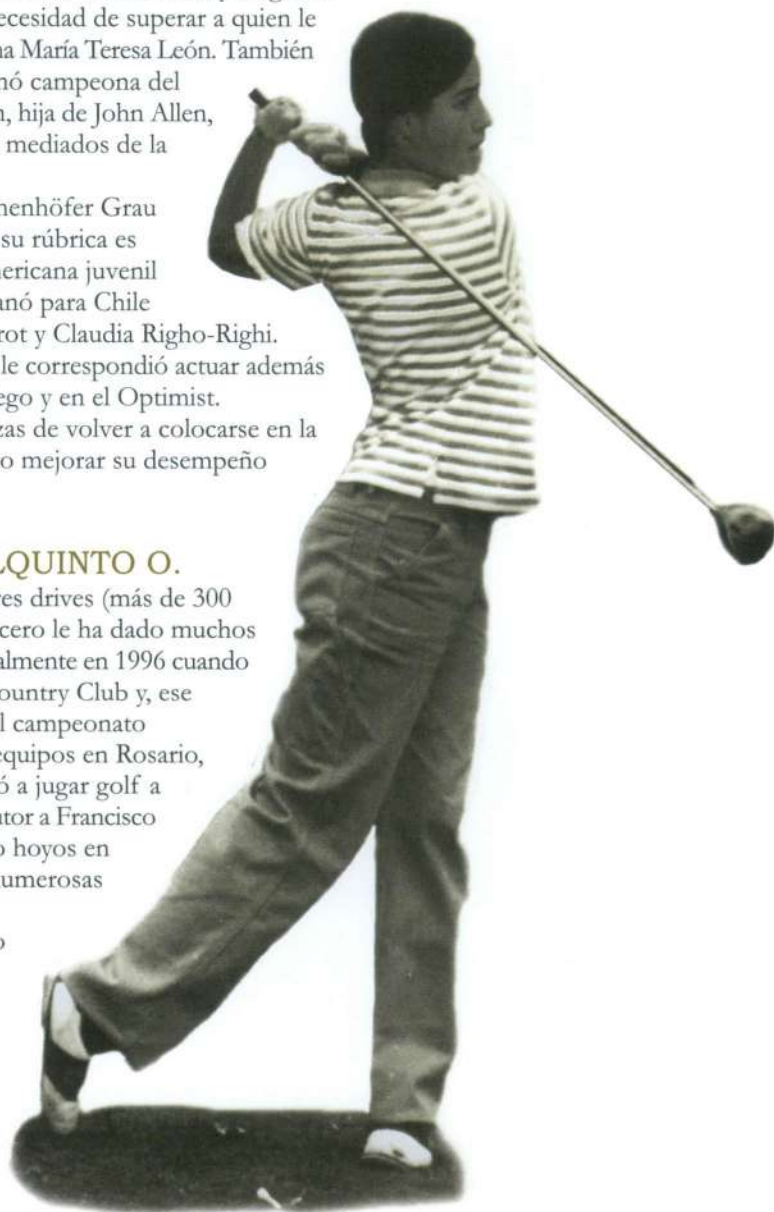 ecesidad de superar a quien le
na María Teresa León. También
nó campeona del
n, hija de John Allen,
mediados de la
nenhöfer Grau
su rúbrica es
nericana juvenil
anó para Chile
rot y Claudia Righo-Righi.
le correspondió actuar además
ego y en el Optimist.
zas de volver a colocarse en la
o mejorar su desempeño
LQUINTO O.
res drives (más de 300
cero le ha dado muchos
almente en 1996 cuando
ountry Club y, ese
l campeonato
equipos en Rosario,
ó a jugar golf a
utor a Francisco
o hoyos en
numerosas
o